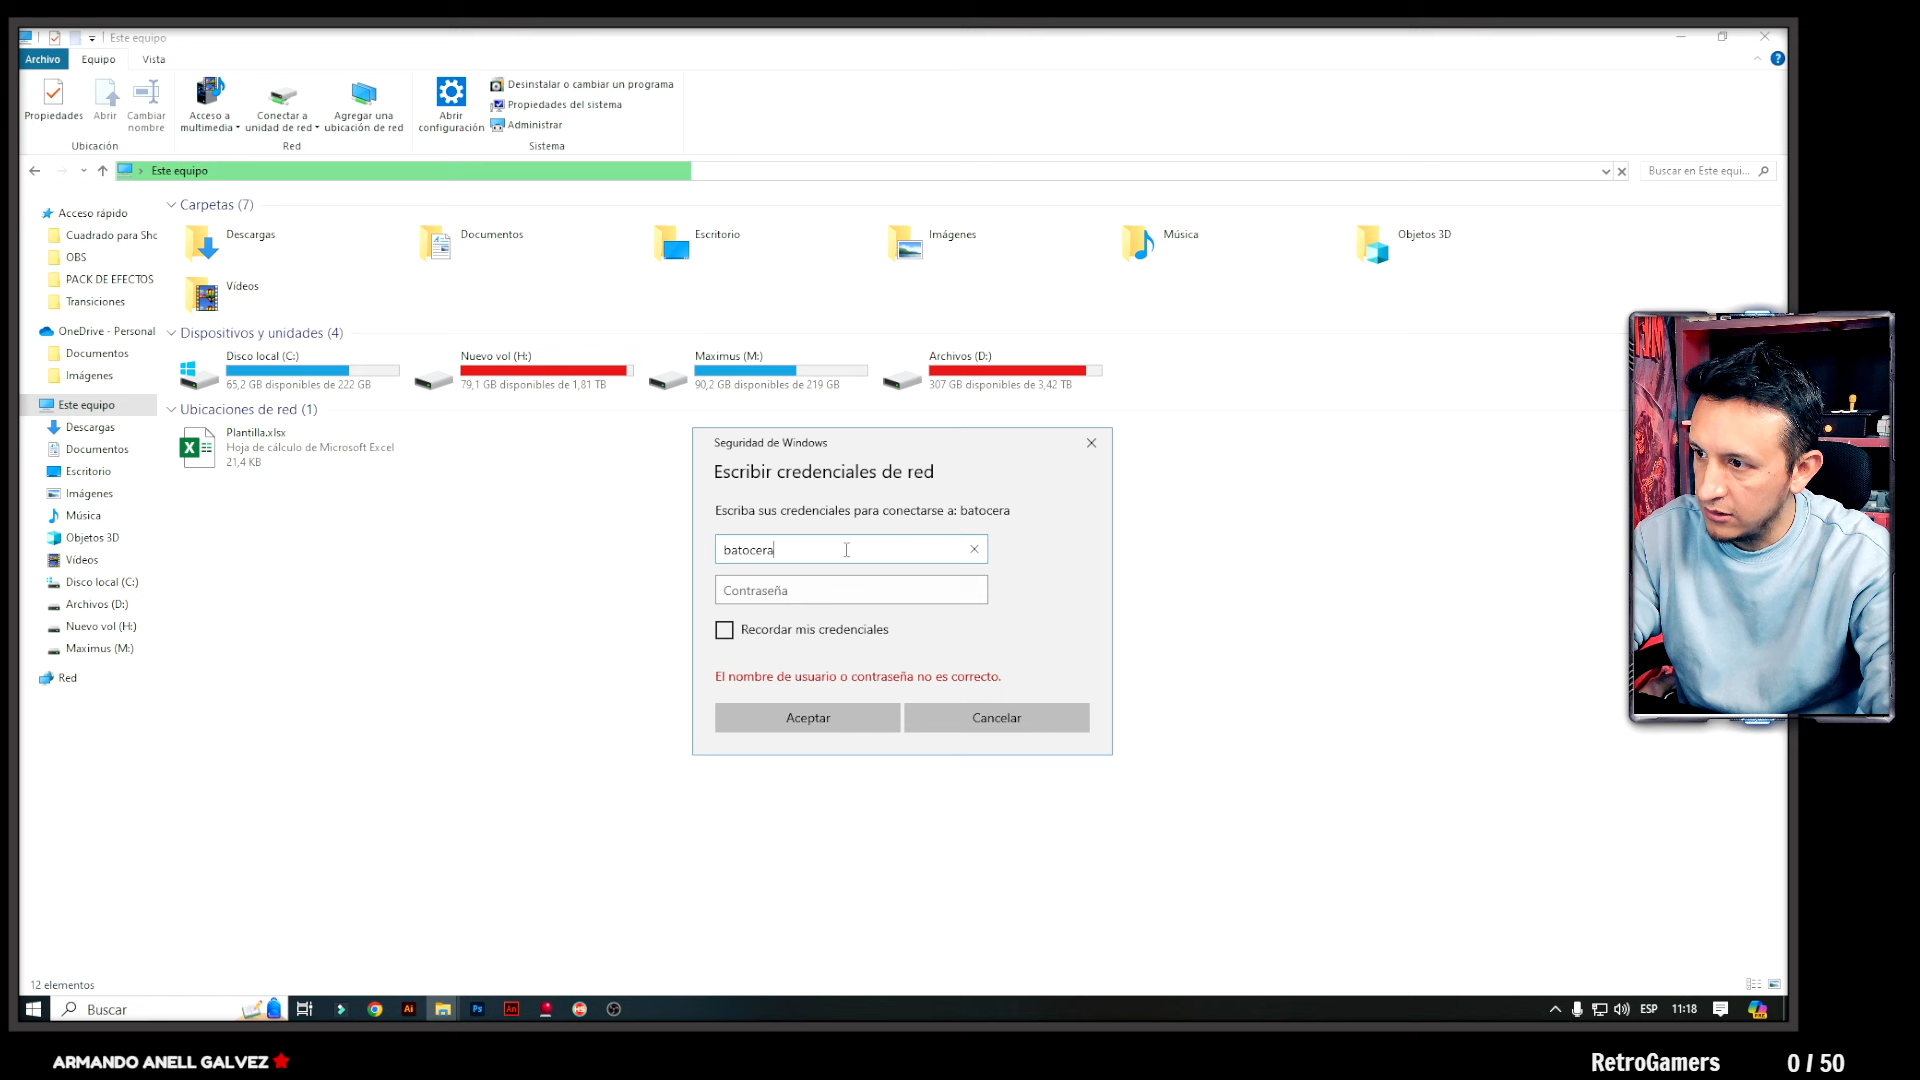 Este equipo
Archivo
Equipo
Vista
Propiedades
Abrir
Cambiar
nombre
Ubicación
Acceso a
multimedia
Conectar a
unidad de red
Agregar una
ubicación de red
Red
Abrir
configuración
Desinstalar o cambiar un programa
Propiedades del sistema
Administrar
Sistema
Este equipo
Buscar en Este equi...
Acceso rápido
Cuadrado para Shc
OBS
PACK DE EFECTOS
Transiciones
OneDrive - Personal
Documentos
Imágenes
Este equipo
Descargas
Documentos
Escritorio
Imágenes
Música
Objetos 3D
Vídeos
Disco local (C:)
Archivos (D:)
Nuevo vol (H:)
Maximus (M:)
Red
Carpetas (7)
Descargas
Documentos
Escritorio
Imágenes
Música
Objetos 3D
Vídeos
Dispositivos y unidades (4)
Disco local (C:)
65,2 GB disponibles de 222 GB
Nuevo vol (H:)
79,1 GB disponibles de 1,81 TB
Maximus (M:)
90,2 GB disponibles de 219 GB
Archivos (D:)
307 GB disponibles de 3,42 TB
Ubicaciones de red (1)
Plantilla.xlsx
Hoja de cálculo de Microsoft Excel
21,4 KB
Seguridad de Windows
Escribir credenciales de red
Escriba sus credenciales para conectarse a: batocera
batocera
Contraseña
Recordar mis credenciales
El nombre de usuario o contraseña no es correcto.
Aceptar
Cancelar
12 elementos
Buscar
Ai
Ps
An
ESP
11:18
ARMANDO ANELL GALVEZ
RetroGamers
0 / 50